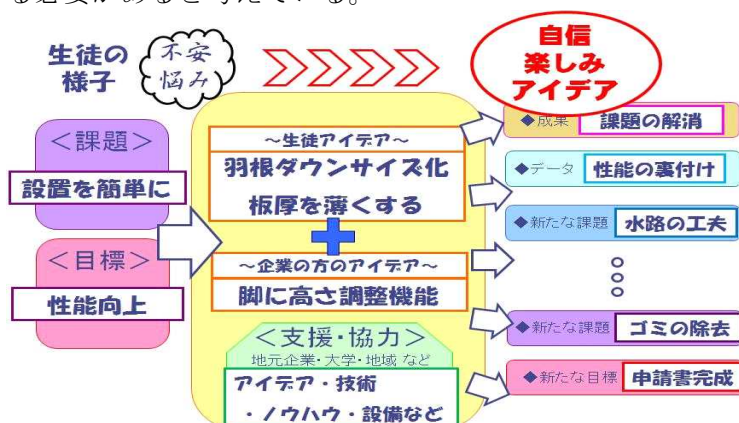 る必要があると考えている。
生徒の
様子
不安
悩み
自信
楽しみ
アイデア
<課題>
設置を簡単に
<目標>
性能向上
~生徒アイデア~
羽根ダウンサイズ化
板厚を薄くする
~企業の方のアイデア~
脚に高さ調整機能
<支援・協力>
地元企業・大学・地域 など
アイデア・技術
・ノウハウ・設備など
◆成果 課題の解消
◆データ 性能の裏付け
◆新たな課題 水路の工夫
◆新たな課題 ゴミの除去
◆新たな目標 申請書完成